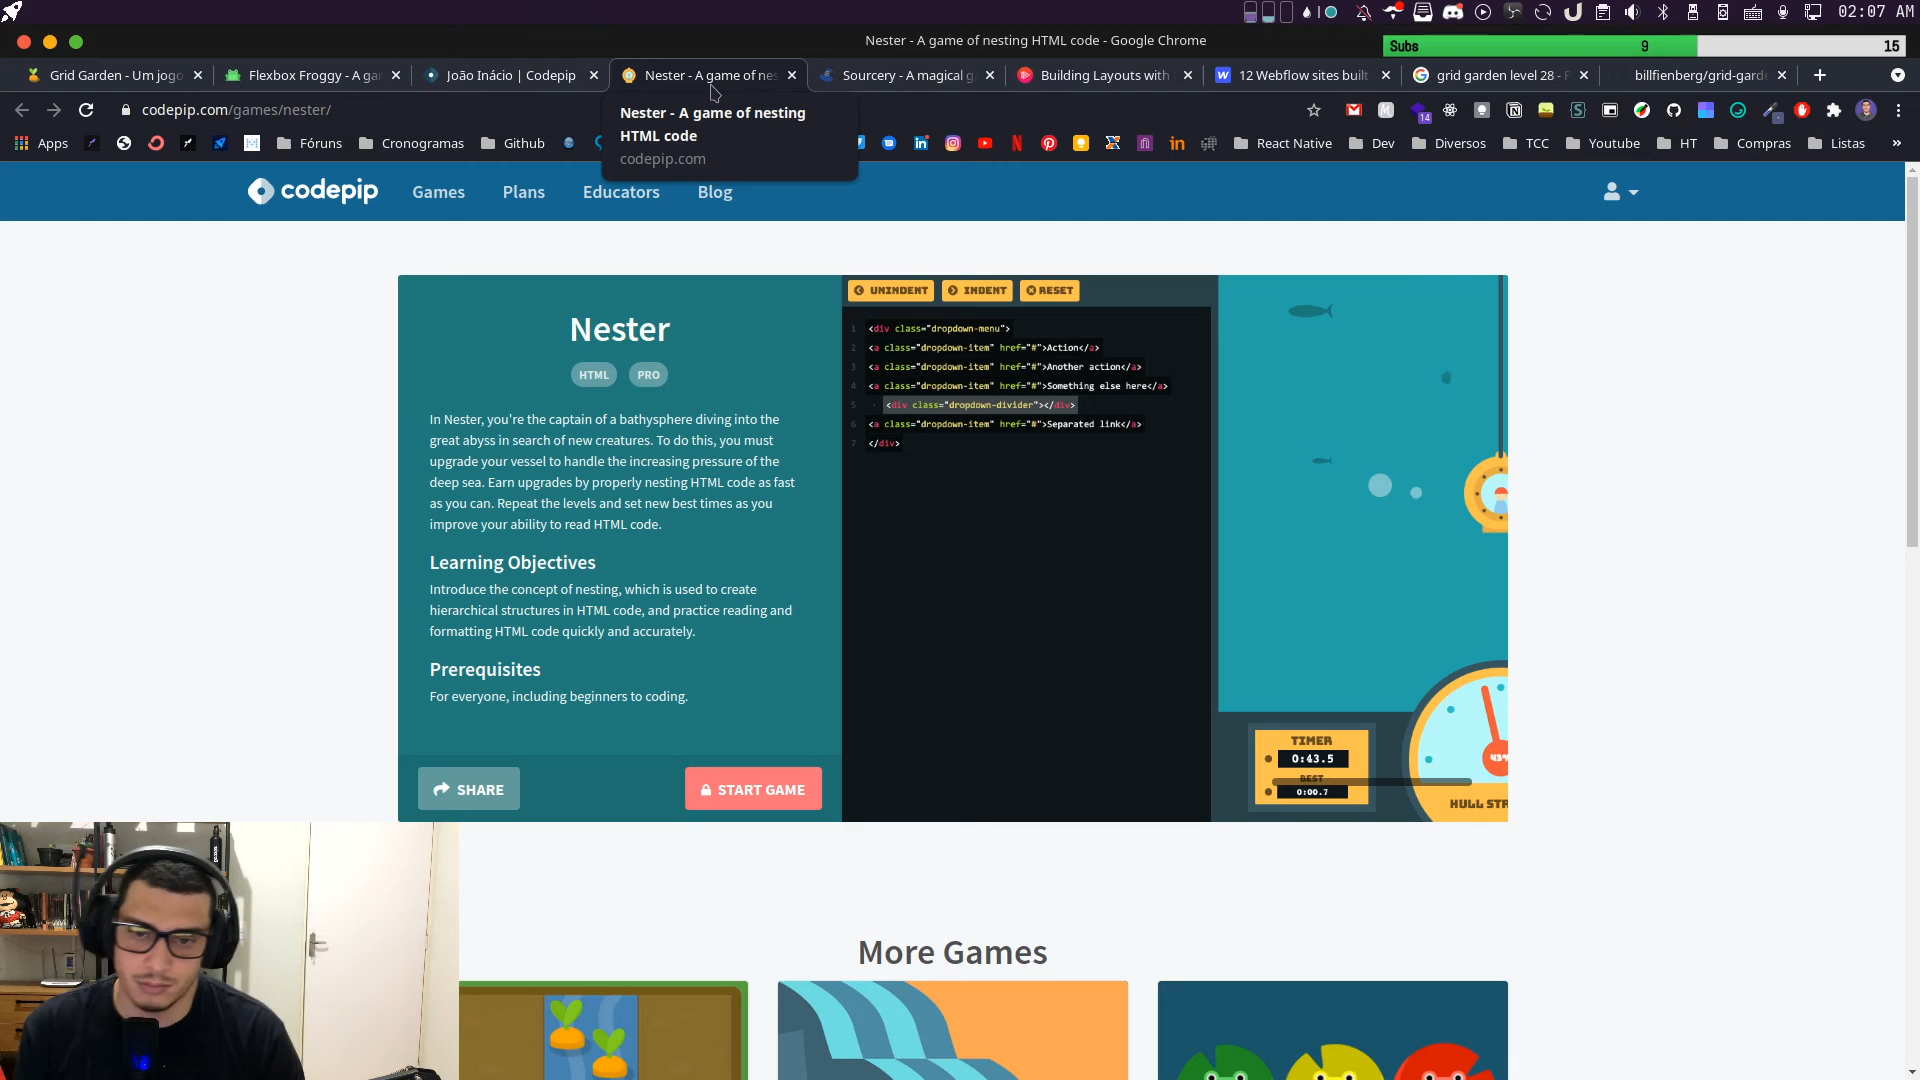 02:07 AM
Nester - A game of nesting HTML code - Google Chrome
Subs 9 15
Grid Garden - Um jogo
Flexbox Froggy - A gar
João Inácio | Codepip
Nester - A game of nes
Sourcery - A magical g
Building Layouts with
12 Webflow sites built
grid garden level 28 - P
billfienberg/grid-garde
codepip.com/games/nester/
14
Apps
Fóruns
Cronogramas
Github
React Native
Dev
Diversos
TCC
Youtube
HT
Compras
Listas
»
Nester - A game of nesting
HTML code
codepip.com
codepip
Games
Plans
Educators
Blog
Nester
HTML PRO
In Nester, you're the captain of a bathysphere diving into the
great abyss in search of new creatures. To do this, you must
upgrade your vessel to handle the increasing pressure of the
deep sea. Earn upgrades by properly nesting HTML code as fast
as you can. Repeat the levels and set new best times as you
improve your ability to read HTML code.
Learning Objectives
Introduce the concept of nesting, which is used to create
hierarchical structures in HTML code, and practice reading and
formatting HTML code quickly and accurately.
Prerequisites
For everyone, including beginners to coding.
SHARE
START GAME
UNINDENT INDENT RESET
1 <div class="dropdown-menu">
2 <a class="dropdown-item" href="#">Action</a>
3 <a class="dropdown-item" href="#">Another action</a>
4 <a class="dropdown-item" href="#">Something else here</a>
5 <div class="dropdown-divider"></div>
6 <a class="dropdown-item" href="#">Separated link</a>
7 </div>
TIMER
0:43.5
BEST
0:00.7
HULL STR
More Games